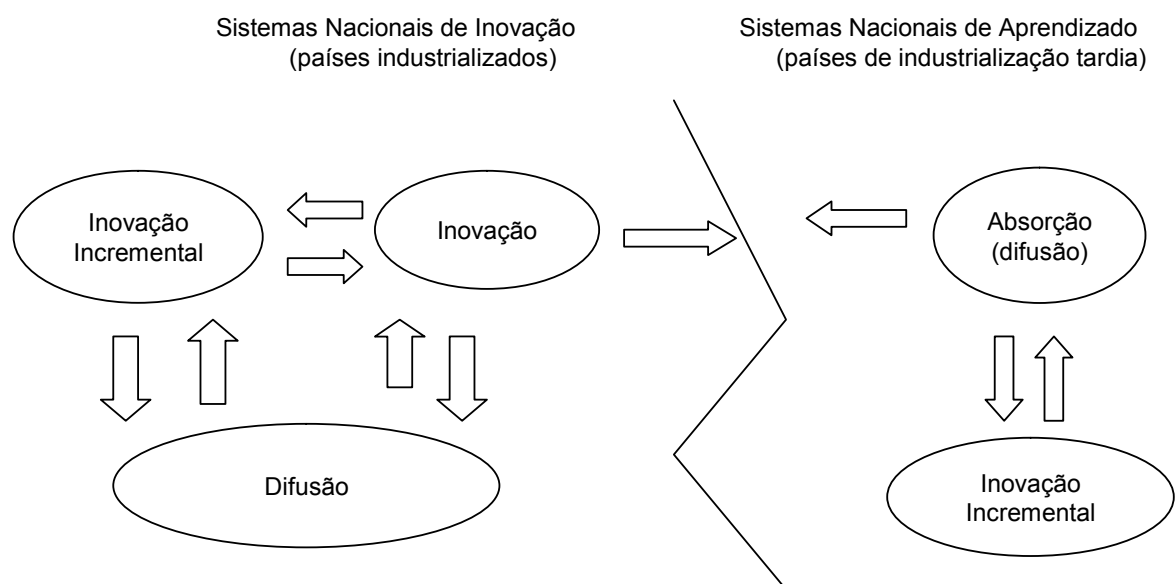 Sistemas Nacionais de Inovação
(países industrializados)
Sistemas Nacionais de Aprendizado
(países de industrialização tardia)
Inovação
Incremental
Inovação
Absorção
(difusão)
Difusão
Inovação
Incremental